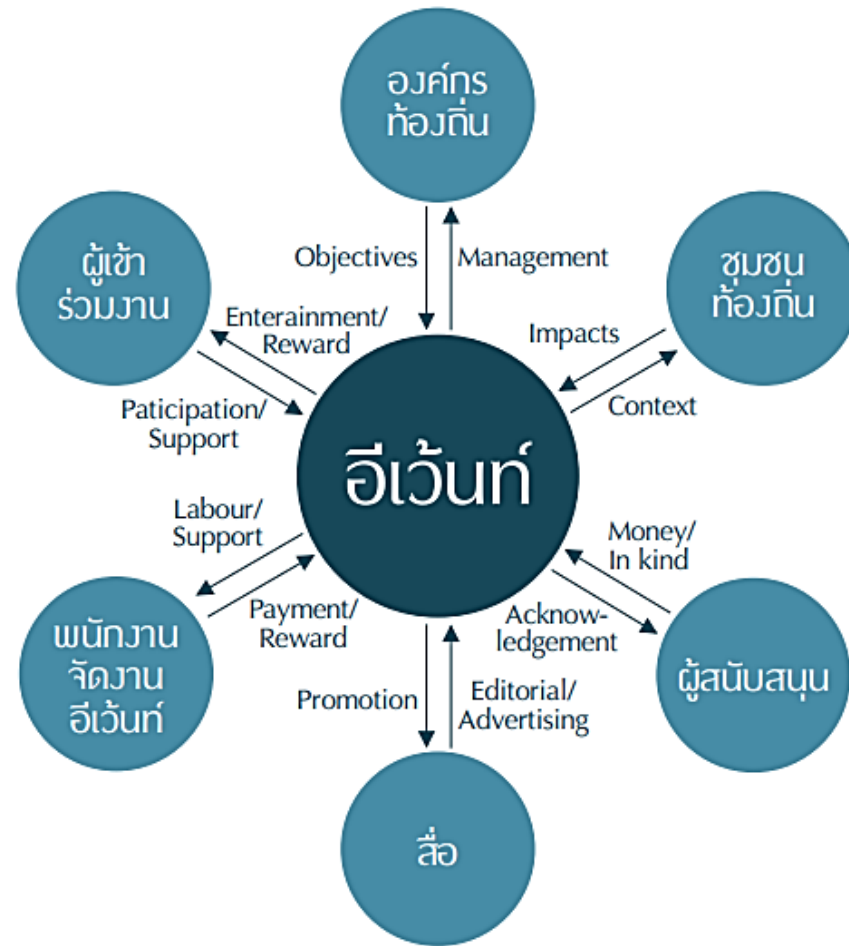 องค์กร
ท้องถิ่น
ผู้เข้า
ร่วมงาน
Objectives
Management
ชุมชน
ท้องถิ่น
Enterainment/
Reward
Impacts
Paticipation/
Support
Context
อีเว้นท์
Labour/
Support
Money/
In kind
Payment/
Reward
Acknow-
ledgement
พนักงาน
จัดงาน
อีเว้นท์
Promotion
Editorial/
Advertising
ผู้สนับสนุน
สื่อ